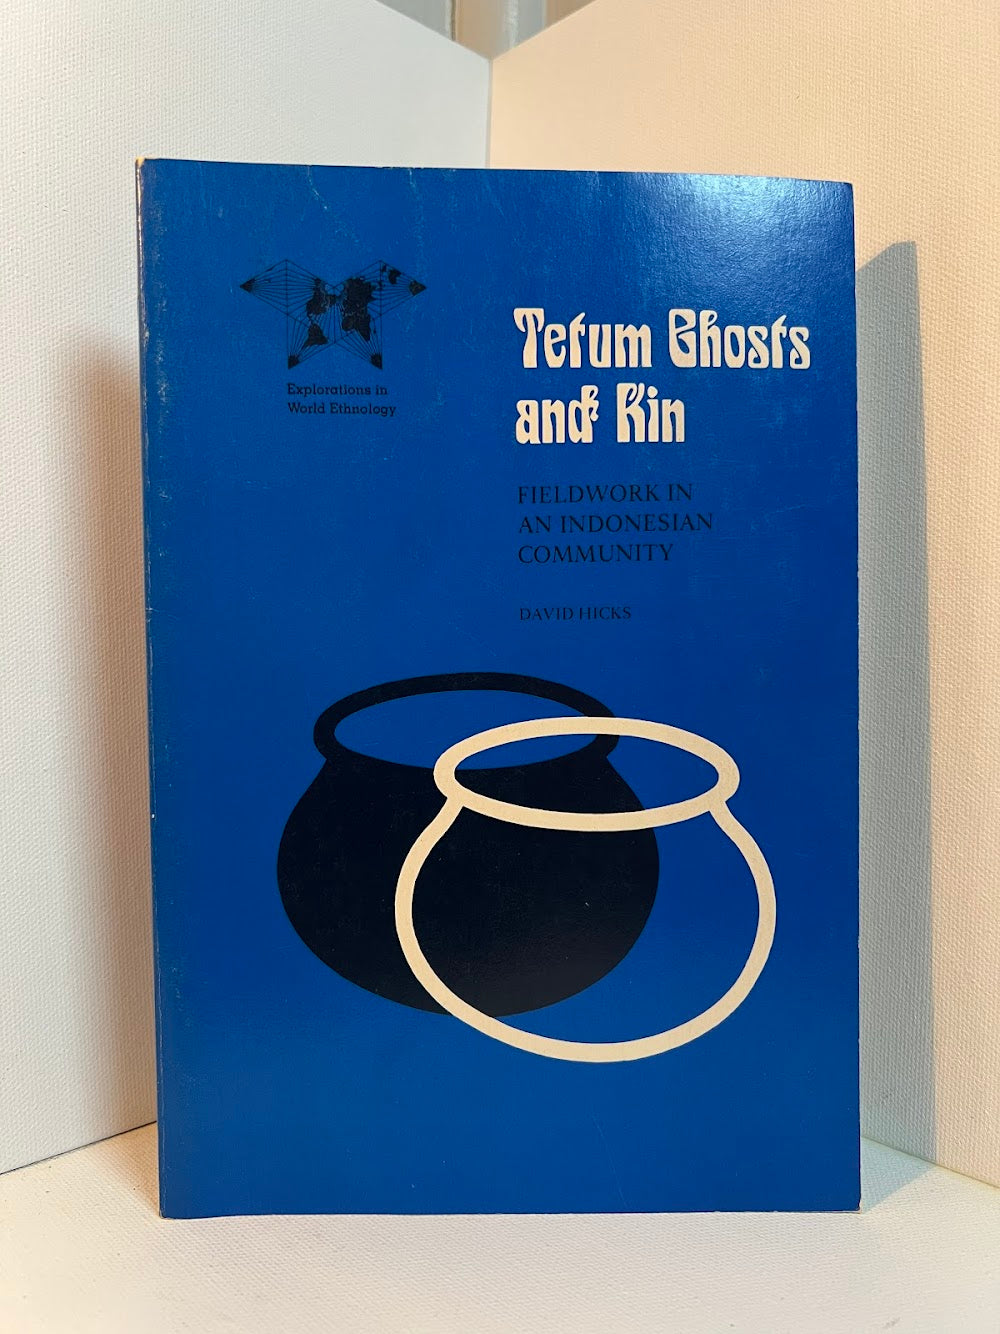 Explorations in
World Ethnology
Tetum Ghosts
and Kin
FIELDWORK IN
AN INDONESIAN
COMMUNITY
DAVID HICKS